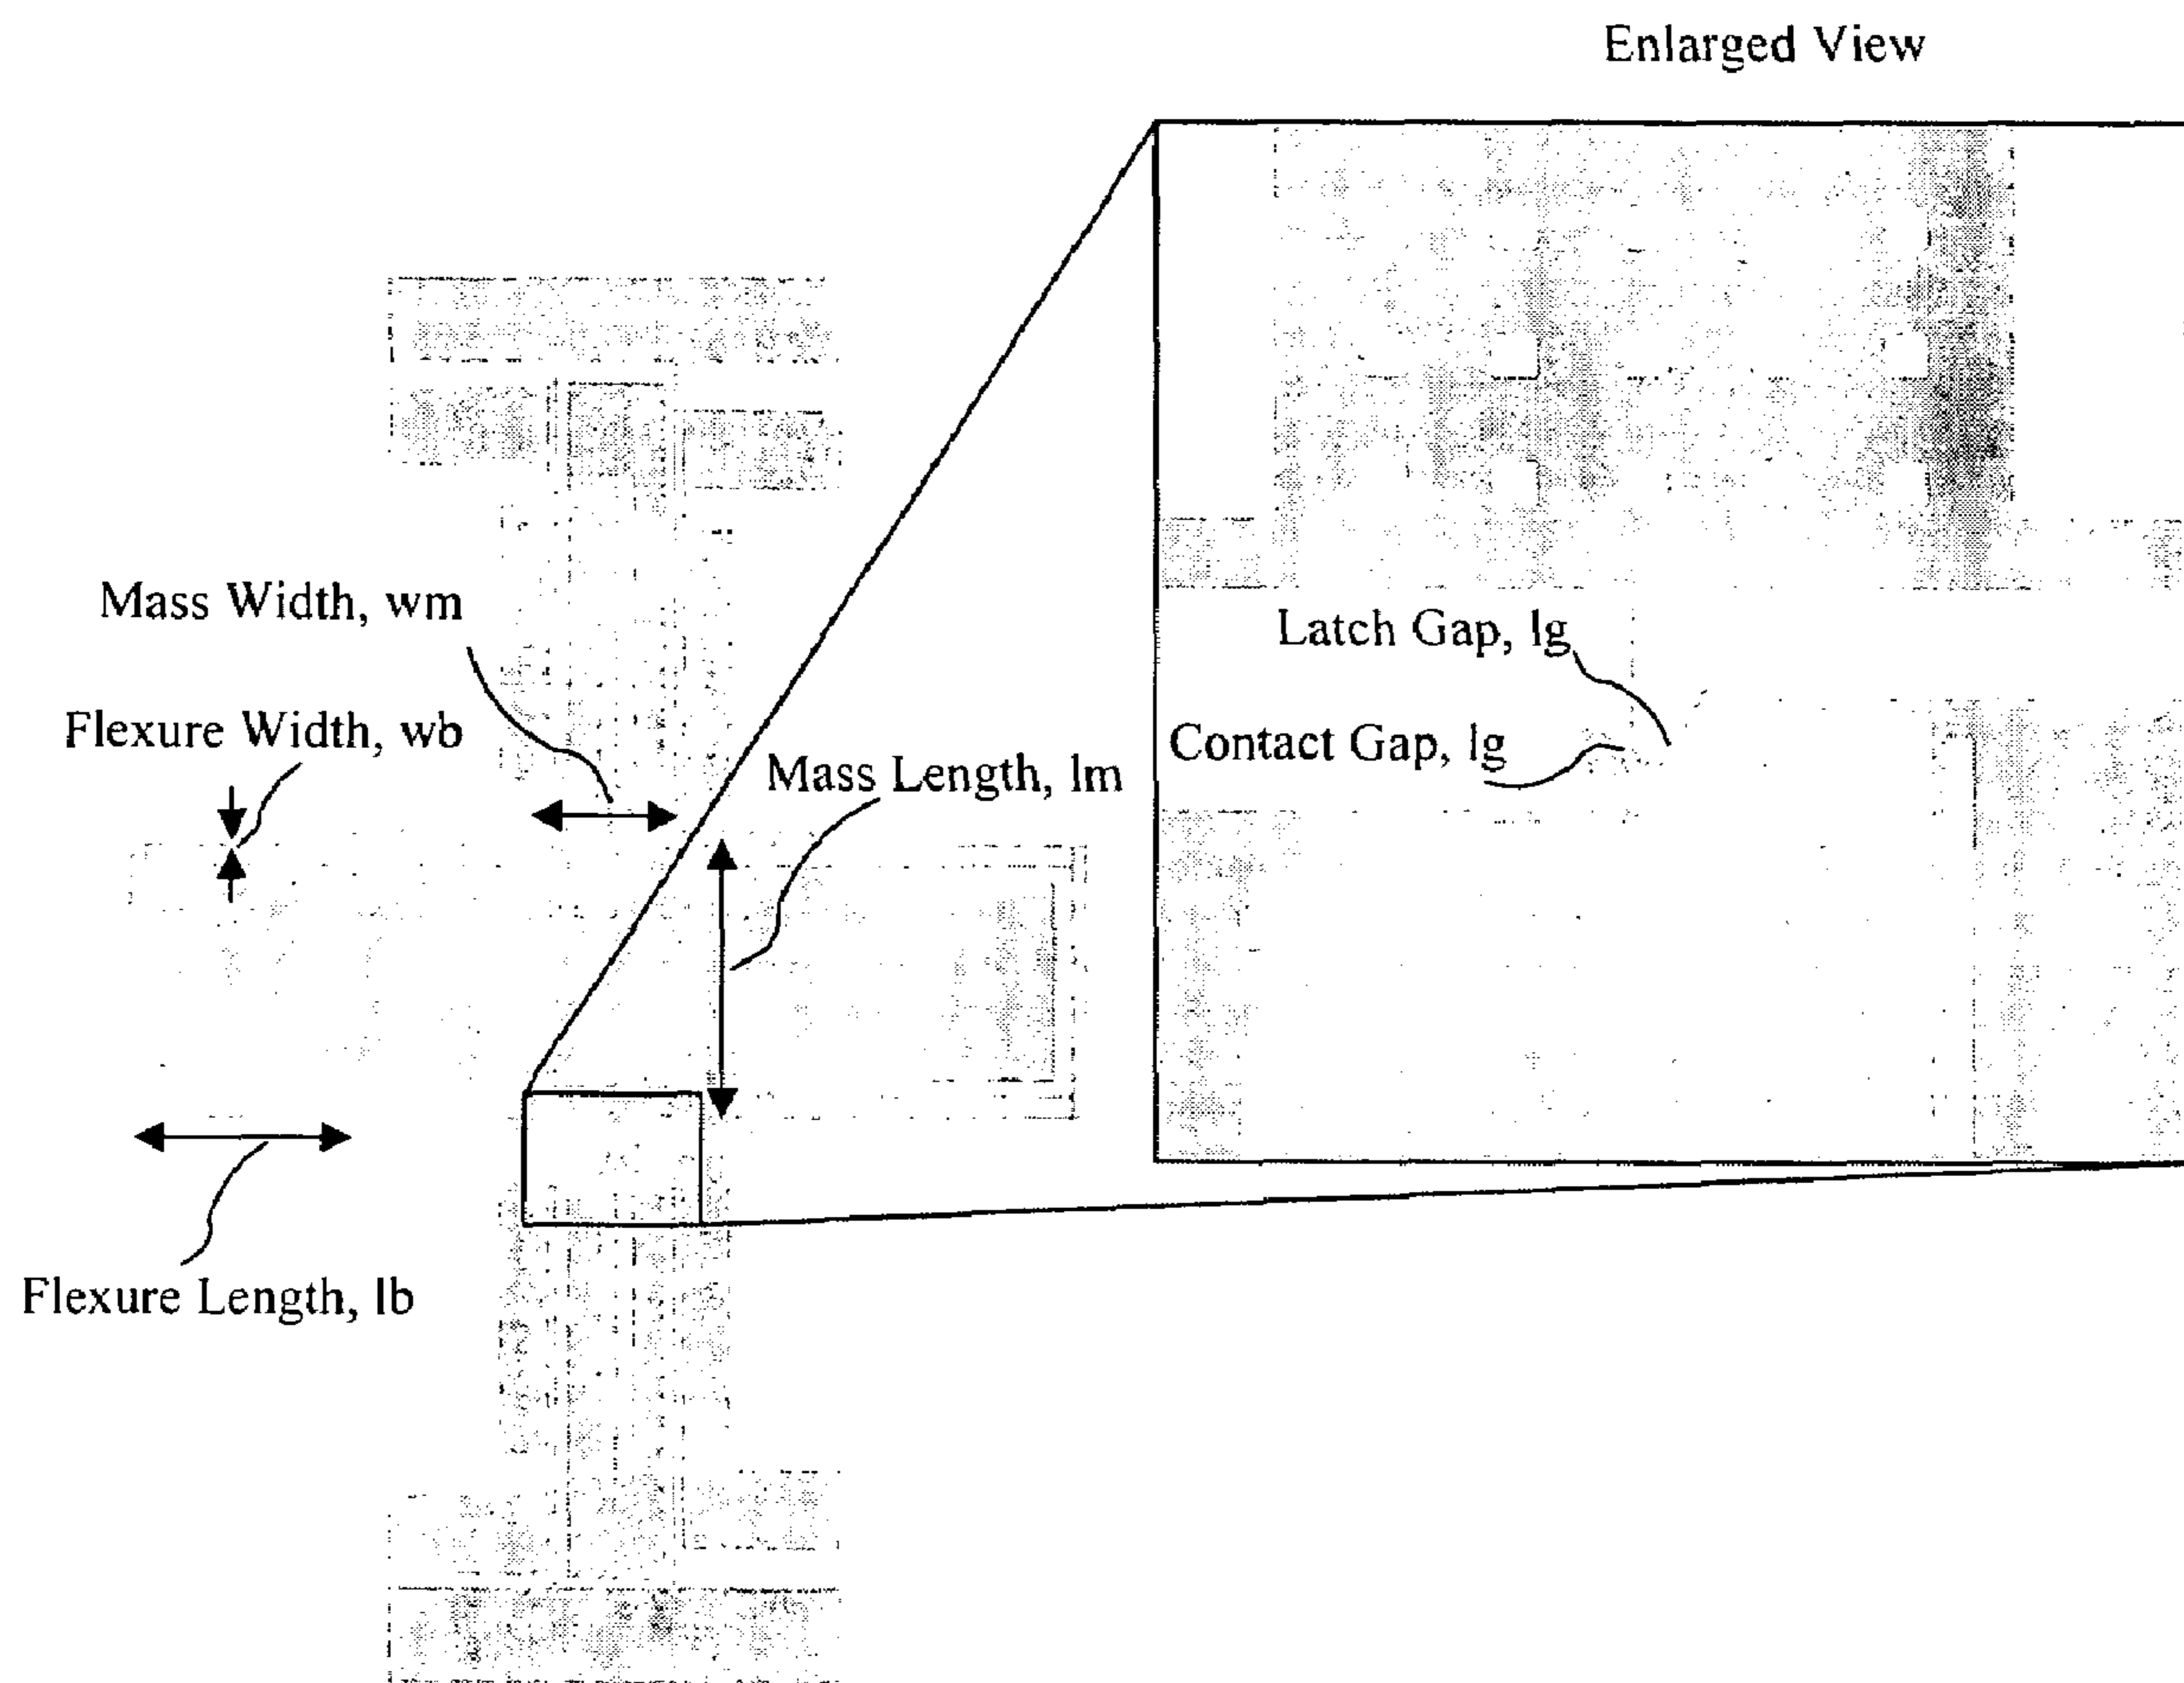 Enlarged View
Mass Width, wm
Latch Gap, lg
Flexure Width, wb
Contact Gap, lg
Mass Length, lm
Flexure Length, lb